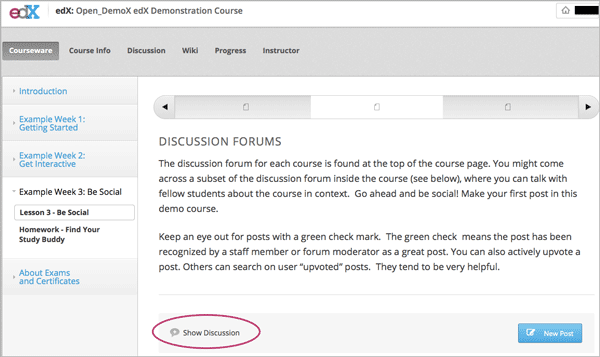 edX
edX: Open_DemoX edX Demonstration Course
Courseware Course Info Discussion Wiki Progress Instructor
Introduction
Example Week 1:
Getting Started
Example Week 2:
Get Interactive
Example Week 3: Be Social
Lesson 3 - Be Social
Homework - Find Your
Study Buddy
About Exams
and Certificates
DISCUSSION FORUMS
The discussion forum for each course is found at the top of the course page. You might come
across a subset of the discussion forum inside the course (see below), where you can talk with
fellow students about the course in context. Go ahead and be social! Make your first post in this
demo course.
Keep an eye out for posts with a green check mark. The green check means the post has been
recognized by a staff member or forum moderator as a great post. You can also actively upvote a
post. Others can search on user “upvoted” posts. They tend to be very helpful.
Show Discussion
New Post